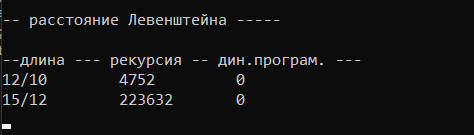 -- расстояние Левенштейна -----
--длина --- рекурсия -- дин.програм. ---
12/10 4752 0
15/12 223632 0